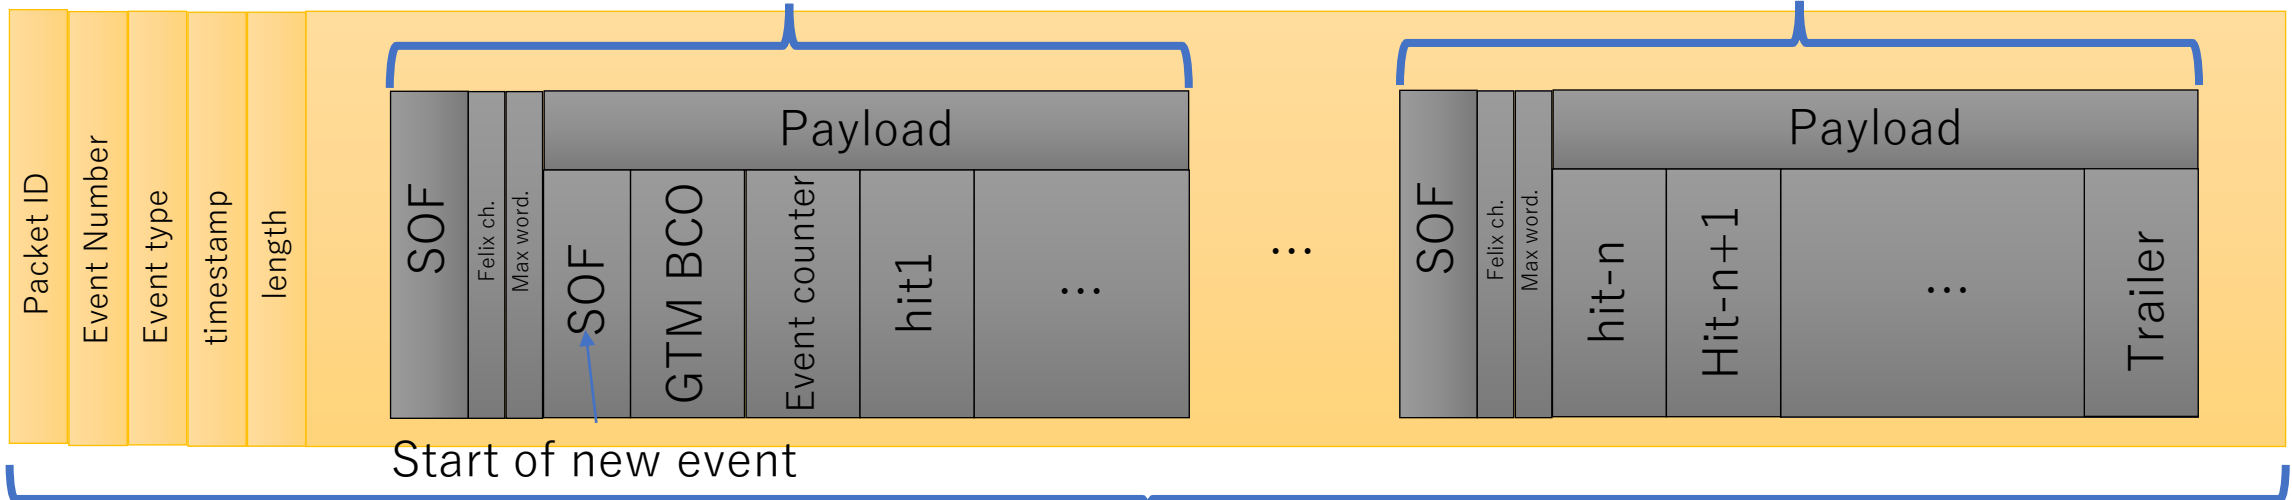 Packet ID
Event Number
Event type
timestamp
length
SOF
Felix ch.
Max word.
Payload
SOF
GTM BCO
Event counter
hit1
...
Start of new event
...
SOF
Felix ch.
Max word.
Payload
hit-n
Hit-n+1
...
Trailer